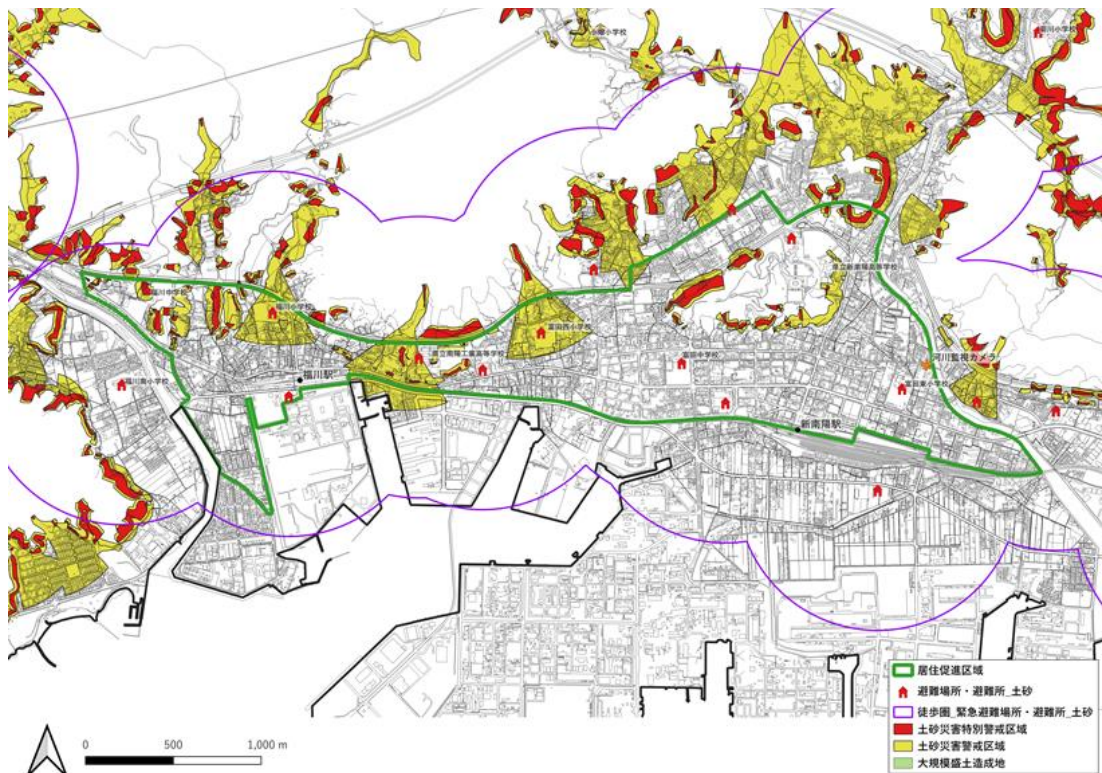 菊川小学校
福川中学校
福川小学校
県立新南陽高等学校
富田西小学校
県立南陽工業高等学校
富田中学校
河川監視カメラ
福川駅
福川南小学校
富田東小学校
新南陽駅
居住促進区域
避難場所・避難所_土砂
徒歩圏_緊急避難場所・避難所_土砂
土砂災害特別警戒区域
土砂災害警戒区域
大規模盛土造成地
0 500 1,000 m